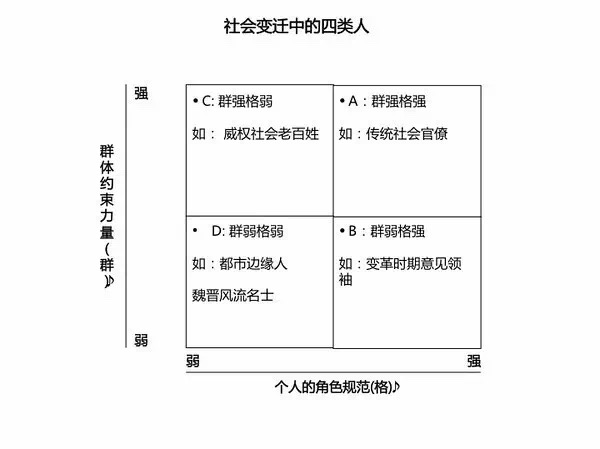 社会变迁中的四类人
强
• C: 群强格弱
如： 威权社会老百姓
• A：群强格强
如：传统社会官僚
群体约束力量(群)
• D: 群弱格弱
如：都市边缘人
魏晋风流名士
• B：群弱格强
如：变革时期意见领
袖
弱
弱
强
个人的角色规范(格)